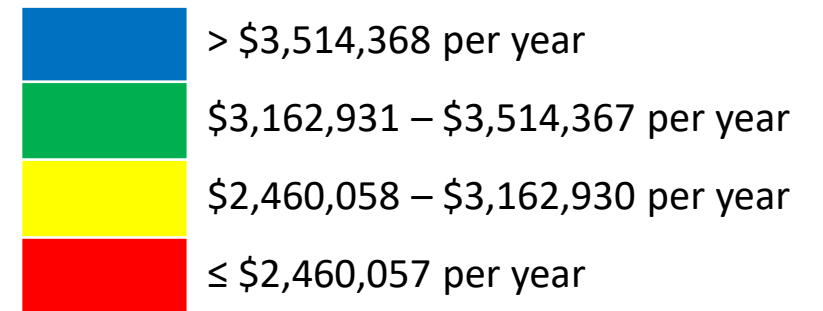 > $3,514,368 per year
$3,162,931 – $3,514,367 per year
$2,460,058 – $3,162,930 per year
≤ $2,460,057 per year